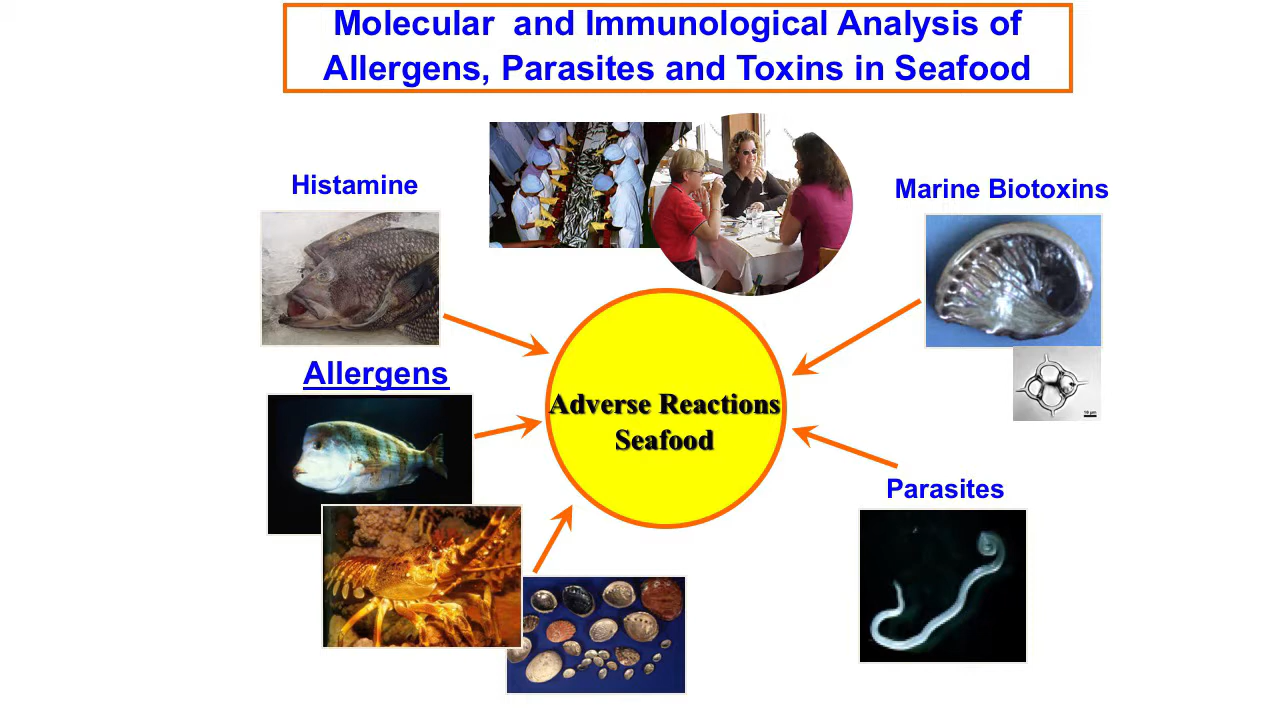 Molecular and Immunological Analysis of
Allergens, Parasites and Toxins in Seafood
Histamine
Marine Biotoxins
Allergens
Adverse Reactions
Seafood
Parasites